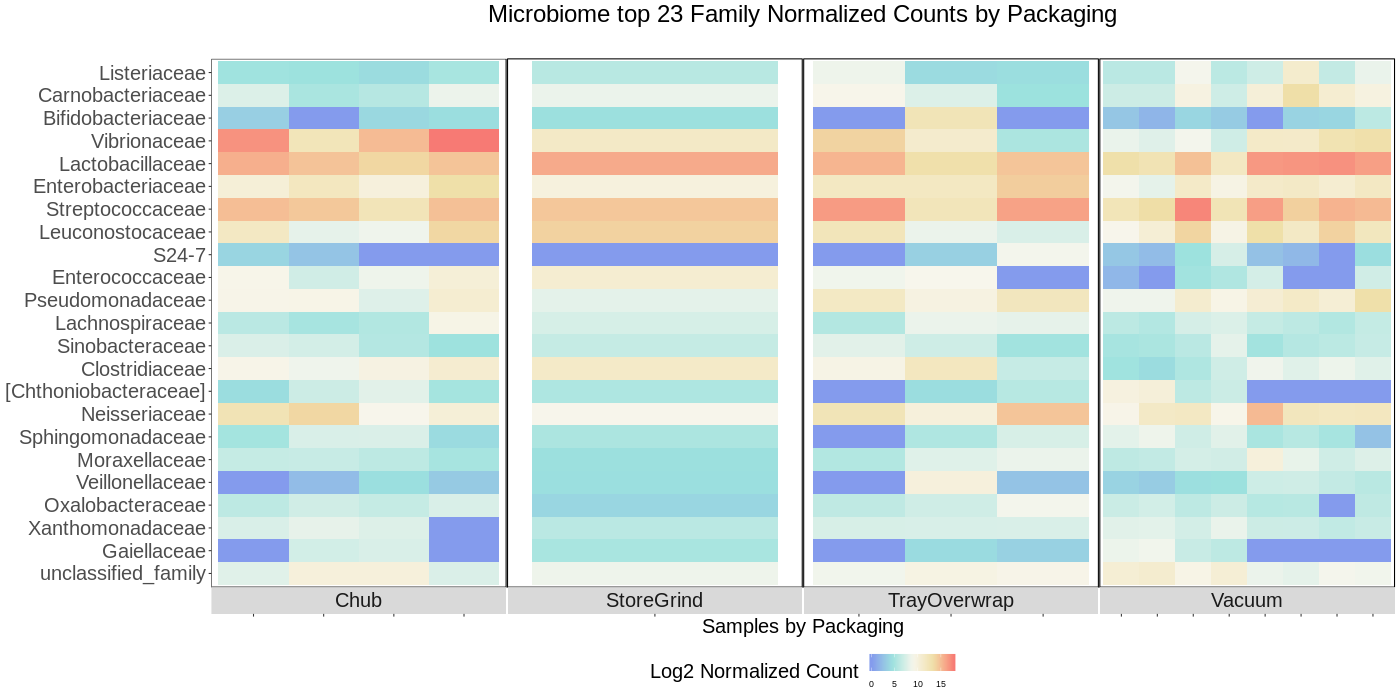 Microbiome top 23 Family Normalized Counts by Packaging
Listeriaceae
Carnobacteriaceae
Bifidobacteriaceae
Vibrionaceae
Lactobacillaceae
Enterobacteriaceae
Streptococcaceae
Leuconostocaceae
S24-7
Enterococcaceae
Pseudomonadaceae
Lachnospiraceae
Sinobacteraceae
Clostridiaceae
[Chthoniobacteraceae]
Neisseriaceae
Sphingomonadaceae
Moraxellaceae
Veillonellaceae
Oxalobacteraceae
Xanthomonadaceae
Gaiellaceae
unclassified_family
Chub StoreGrind TrayOverwrap Vacuum
Samples by Packaging
Log2 Normalized Count
0 5 10 15